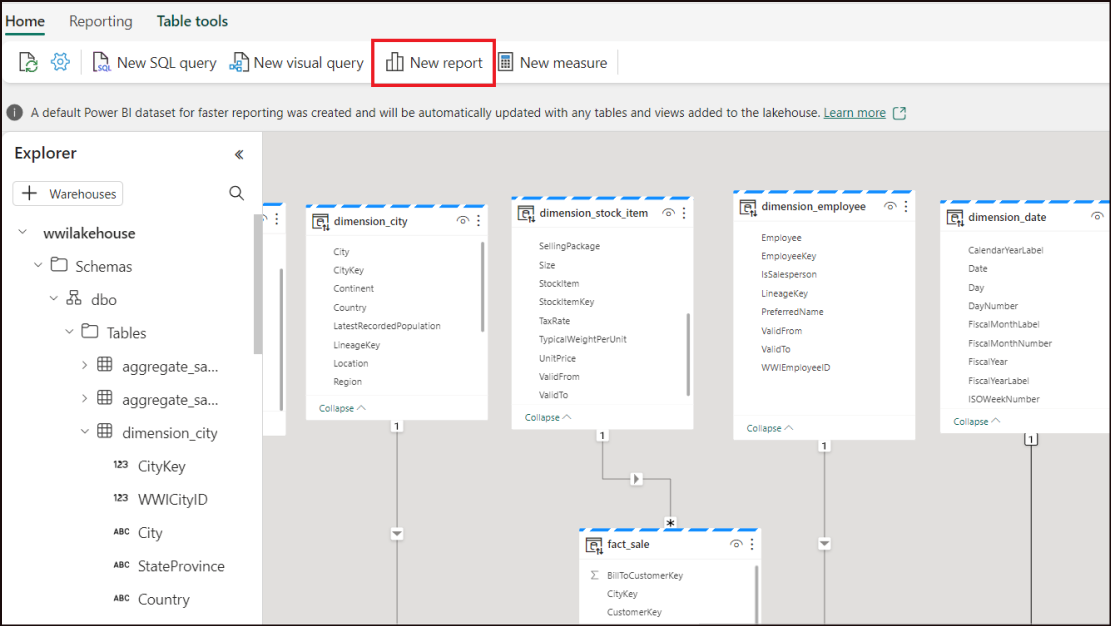 Home Reporting Table tools
New SQL query New visual query New report New measure
A default Power BI dataset for faster reporting was created and will be automatically updated with any tables and views added to the lakehouse. Learn more
Explorer
Warehouses
wwilakehouse
Schemas
dbo
Tables
aggregate_sa...
aggregate_sa...
dimension_city
123 CityKey
123 WWICityID
ABC City
ABC StateProvince
ABC Country
dimension_city
City
CityKey
Continent
Country
LatestRecordedPopulation
LineageKey
Location
Region
Collapse
1
dimension_stock_item
SellingPackage
Size
StockItem
StockItemKey
TaxRate
TypicalWeightPerUnit
UnitPrice
ValidFrom
ValidTo
Collapse
1
*
dimension_employee
Employee
EmployeeKey
IsSalesperson
LineageKey
PreferredName
ValidFrom
ValidTo
WWIEmployeeID
Collapse
1
dimension_date
CalendarYearLabel
Date
Day
DayNumber
FiscalMonthLabel
FiscalMonthNumber
FiscalYear
FiscalYearLabel
ISOWeekNumber
Collapse
1
fact_sale
Σ BillToCustomerKey
CityKey
CustomerKey